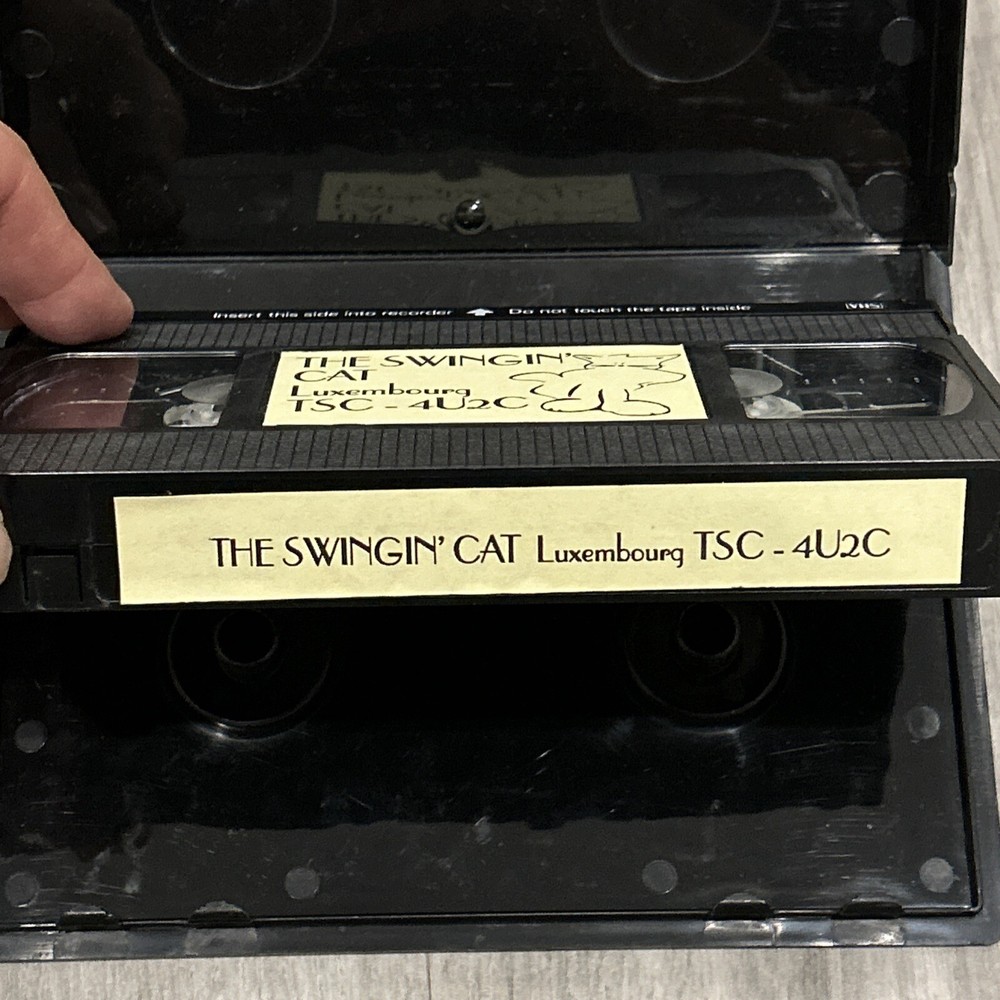 Insert this side into recorder Do not touch the tape inside VHS
THE SWINGIN'
CAT
Luxembourg
TSC - 4U2C
THE SWINGIN' CAT Luxembourg TSC - 4U2C